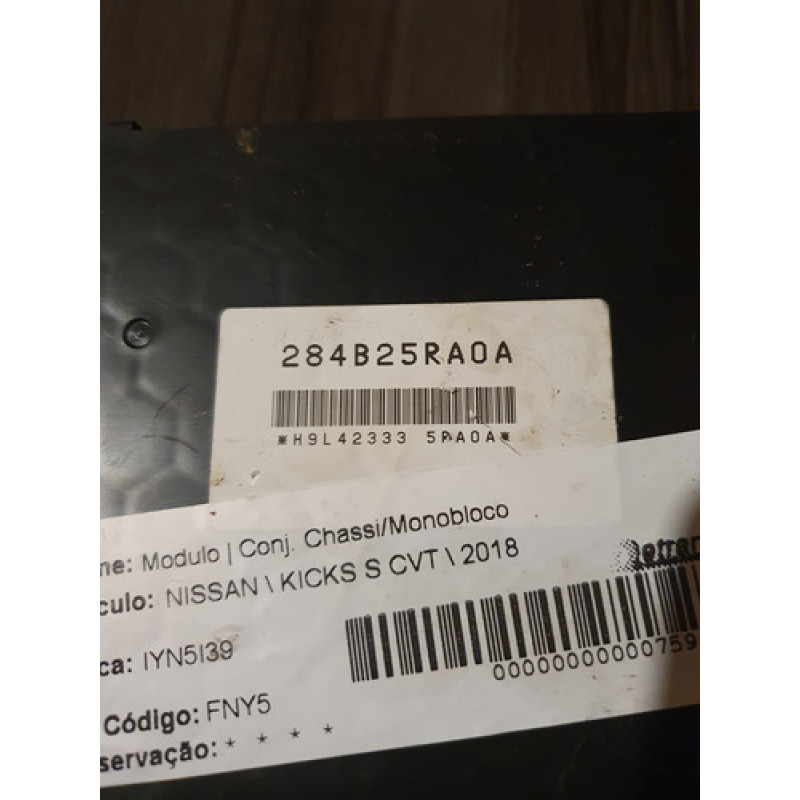 284B25RA0A
*H9L42333 5RA0A*
me: Modulo | Conj. Chassi/Monobloco
culo: NISSAN \ KICKS S CVT \ 2018
ca: IYN5I39
00000000000759
Código: FNY5
servação: * * * *